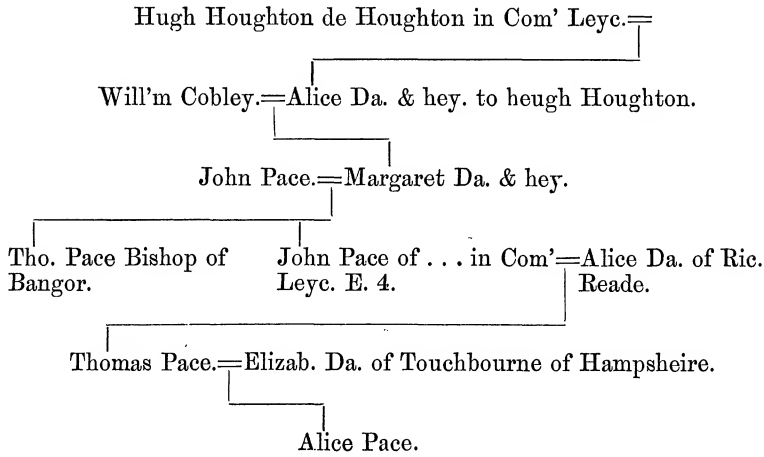 Hugh Houghton de Houghton in Com' Leyc.=
Will'm Cobley.=Alice Da. & hey. to heugh Houghton.
John Pace.=Margaret Da. & hey.
Tho. Pace Bishop of Bangor.
John Pace of . . . in Com' Leyc. E. 4.=Alice Da. of Ric. Reade.
Thomas Pace.=Elizab. Da. of Touchbourne of Hampsheire.
Alice Pace.